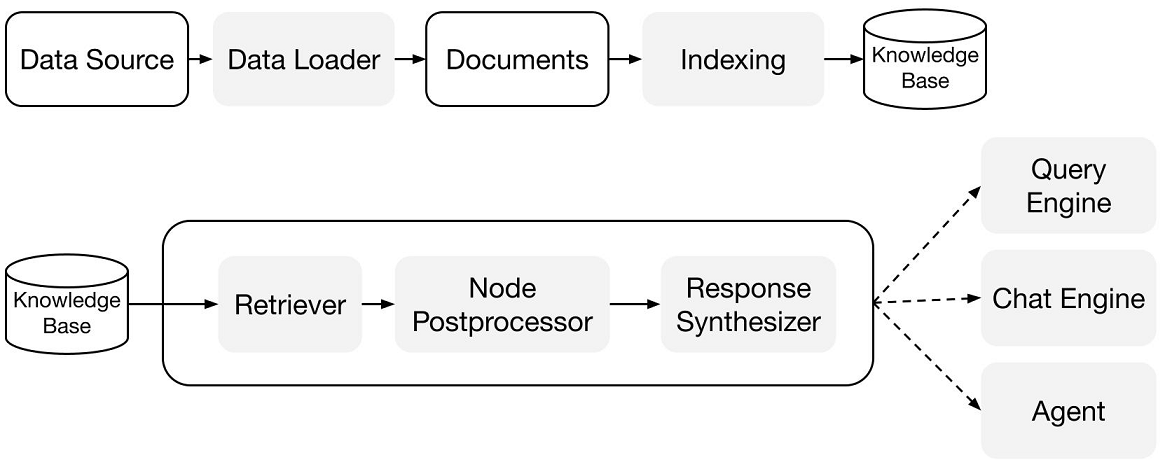 Data Source
Data Loader
Documents
Indexing
Knowledge
Base
Knowledge
Base
Retriever
Node
Postprocessor
Response
Synthesizer
Query
Engine
Chat Engine
Agent